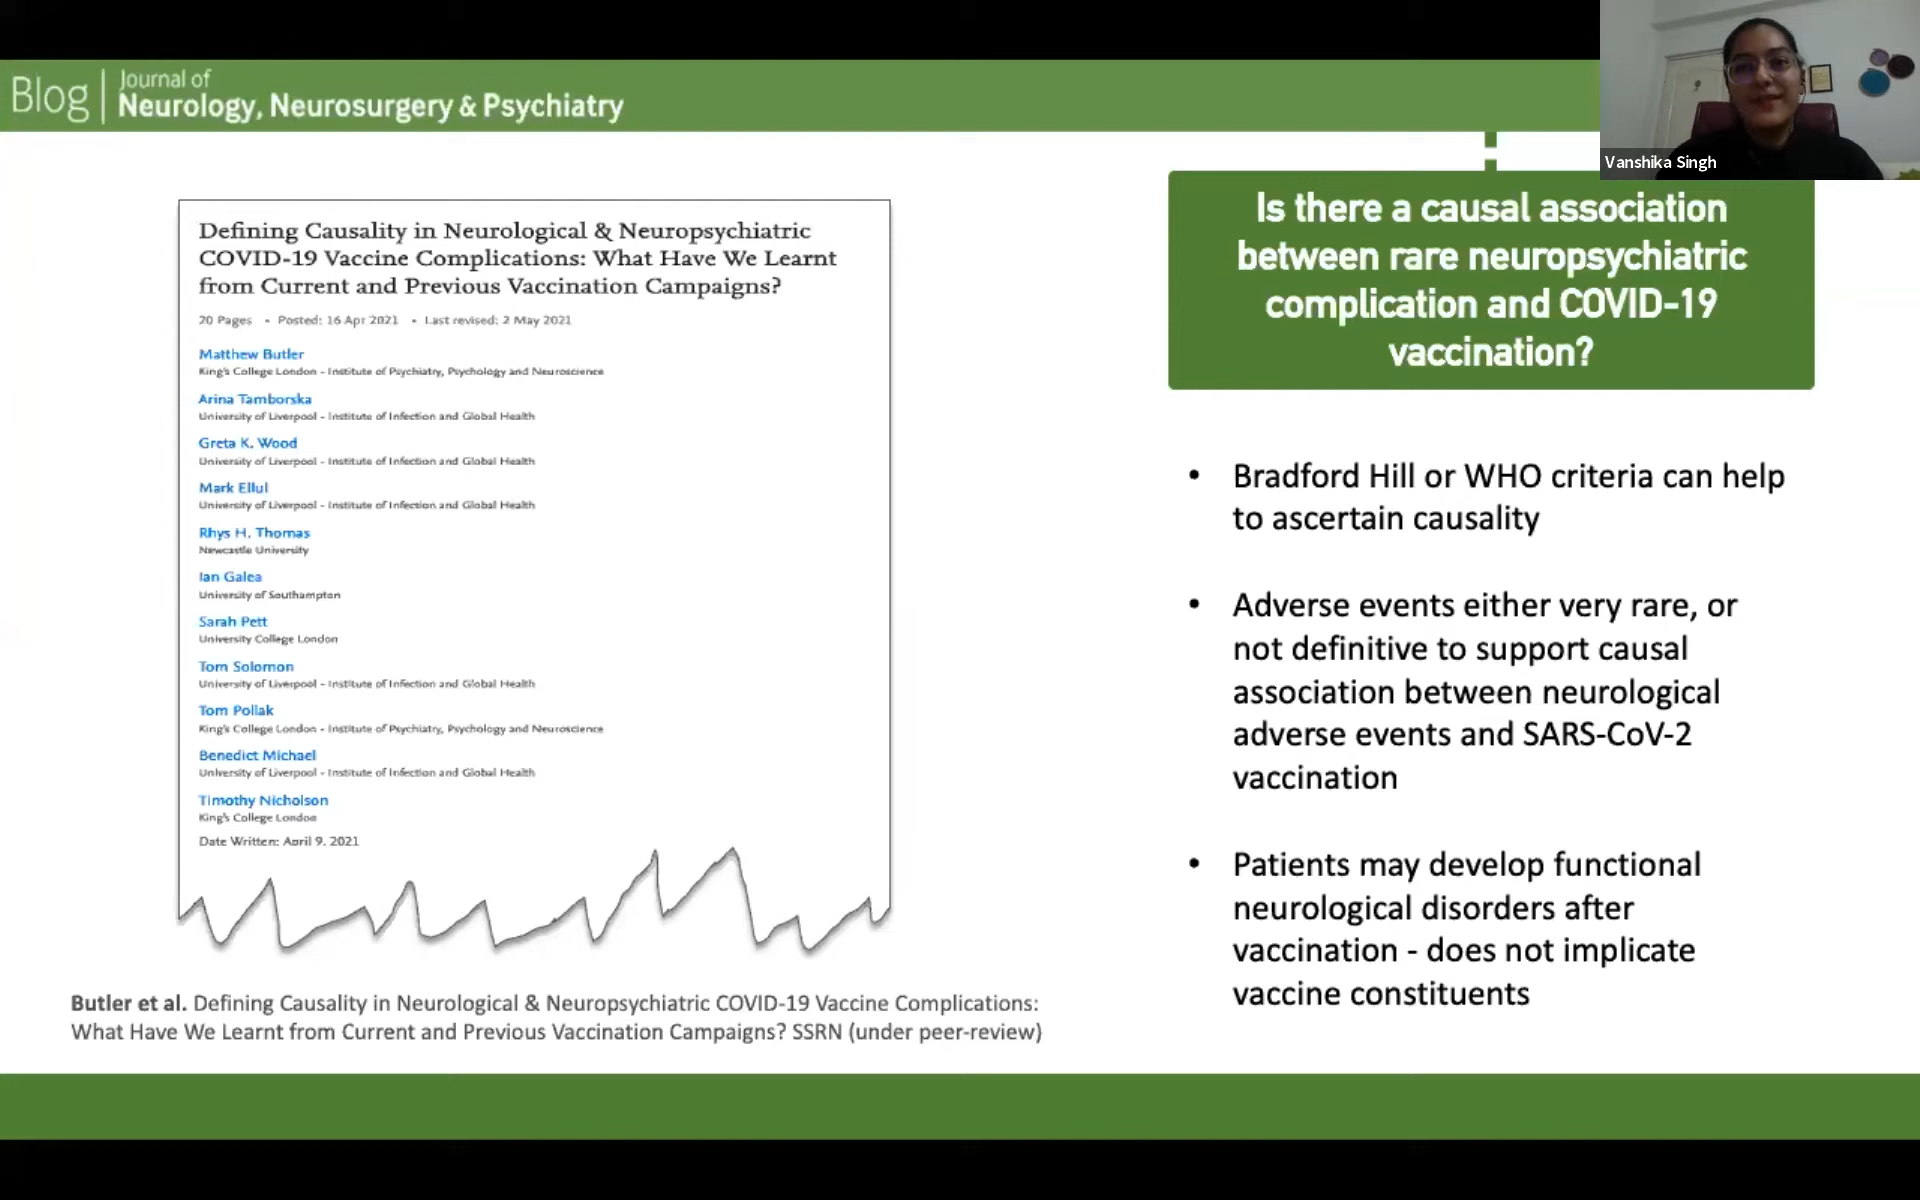 Blog | Journal of
Neurology, Neurosurgery & Psychiatry
Vanshika Singh
Defining Causality in Neurological & Neuropsychiatric
COVID-19 Vaccine Complications: What Have We Learnt
from Current and Previous Vaccination Campaigns?
20 Pages • Posted: 16 Apr 2021 • Last revised: 2 May 2021
Matthew Butler
King's College London - Institute of Psychiatry, Psychology and Neuroscience
Arina Tamborska
University of Liverpool - Institute of Infection and Global Health
Greta K. Wood
University of Liverpool - Institute of Infection and Global Health
Mark Ellul
University of Liverpool - Institute of Infection and Global Health
Rhys H. Thomas
Newcastle University
Ian Galea
University of Southampton
Sarah Pett
University College London
Tom Solomon
University of Liverpool - Institute of Infection and Global Health
Tom Pollak
King's College London - Institute of Psychiatry, Psychology and Neuroscience
Benedict Michael
University of Liverpool - Institute of Infection and Global Health
Timothy Nicholson
King's College London
Date Written: April 9, 2021
Butler et al. Defining Causality in Neurological & Neuropsychiatric COVID-19 Vaccine Complications:
What Have We Learnt from Current and Previous Vaccination Campaigns? SSRN (under peer-review)
Is there a causal association
between rare neuropsychiatric
complication and COVID-19
vaccination?
• Bradford Hill or WHO criteria can help
to ascertain causality
• Adverse events either very rare, or
not definitive to support causal
association between neurological
adverse events and SARS-CoV-2
vaccination
• Patients may develop functional
neurological disorders after
vaccination - does not implicate
vaccine constituents